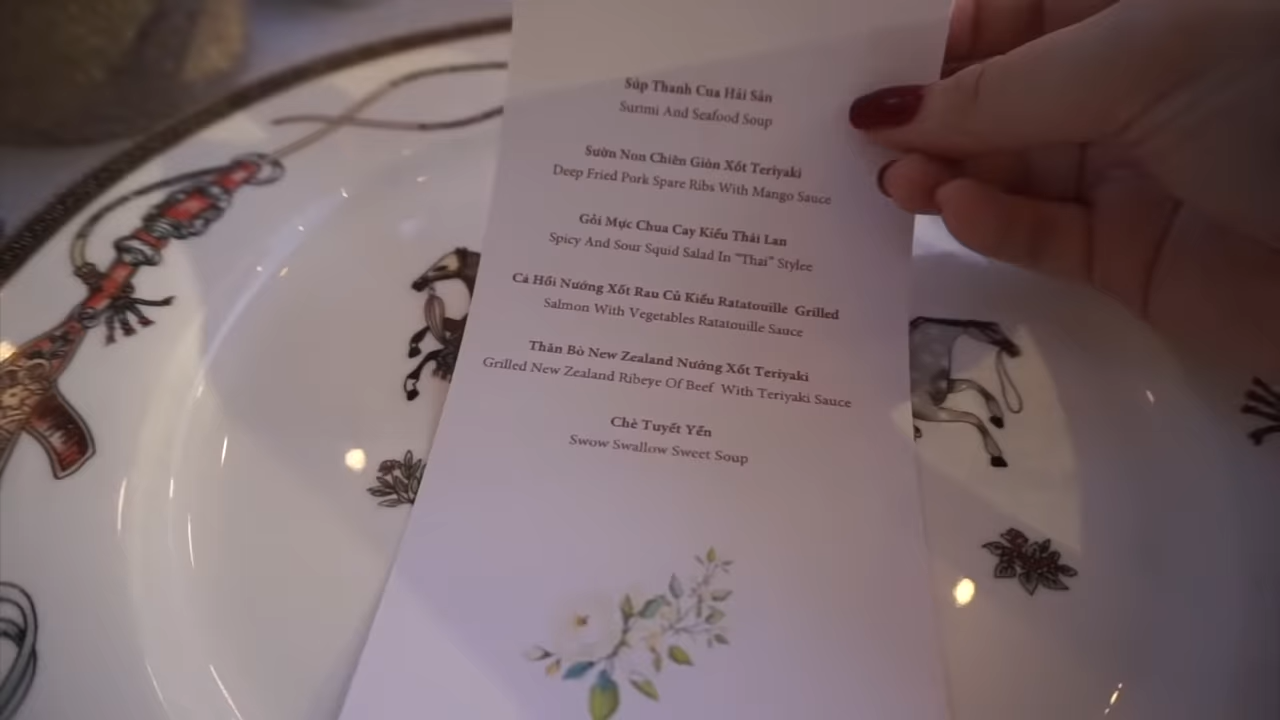 Súp Thanh Cua Hải Sản
Surimi And Seafood Soup
Sườn Non Chiên Giòn Xốt Teriyaki
Deep Fried Pork Spare Ribs With Mango Sauce
Gỏi Mực Chua Cay Kiểu Thái Lan
Spicy And Sour Squid Salad In "Thai" Stylee
Cá Hồi Nướng Xốt Rau Củ Kiểu Ratatouille Grilled
Salmon With Vegetables Ratatouille Sauce
Thăn Bò New Zealand Nướng Xốt Teriyaki
Grilled New Zealand Ribeye Of Beef With Teriyaki Sauce
Chè Tuyết Yến
Swow Swallow Sweet Soup